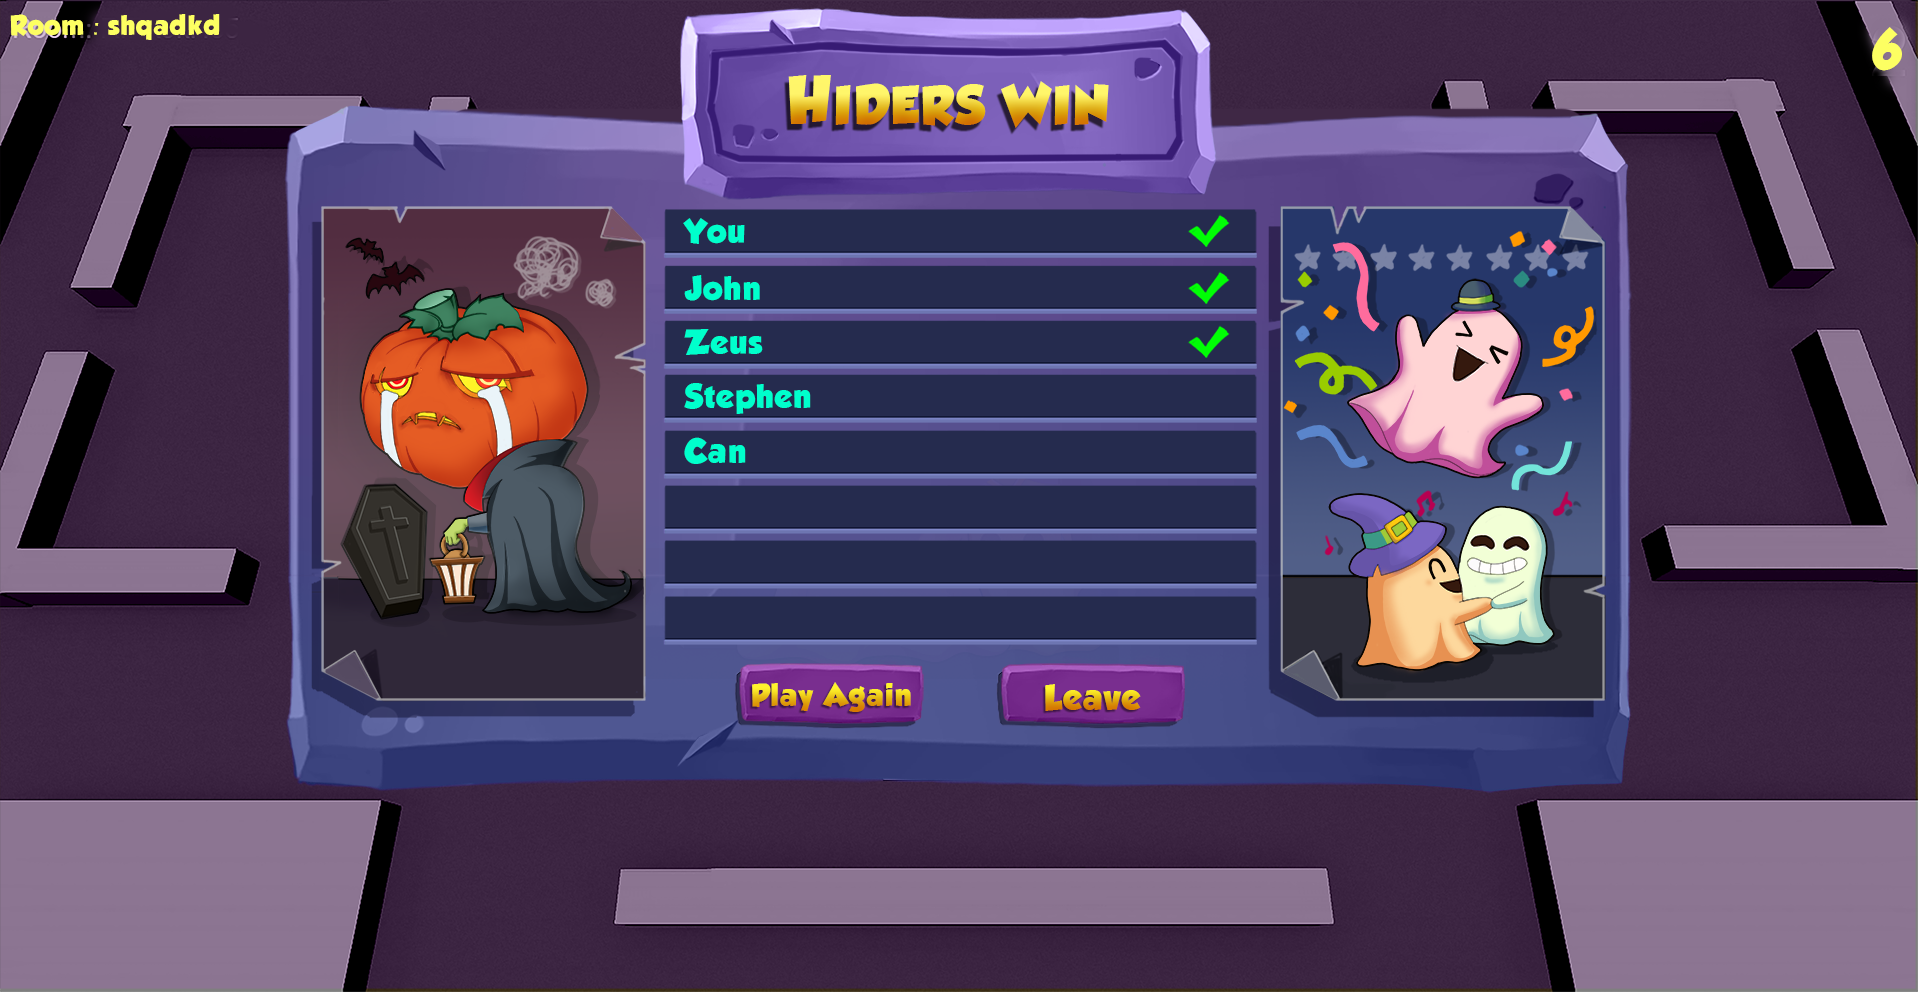 Room : shqadkd
6
Hiders win
You
John
Zeus
Stephen
Can
Play Again
Leave